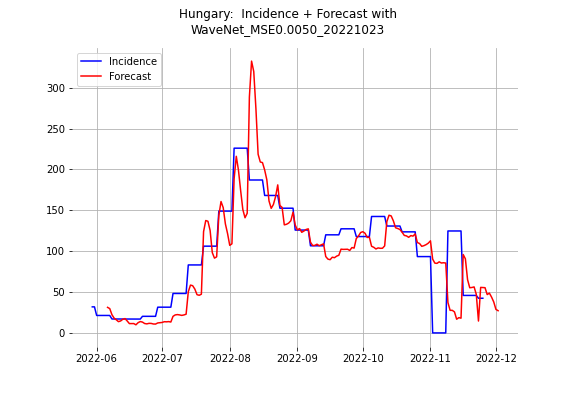 Hungary: Incidence + Forecast with
WaveNet_MSE0.0050_20221023
Incidence
Forecast
300
250
200
150
100
50
0
2022-06 2022-07 2022-08 2022-09 2022-10 2022-11 2022-12